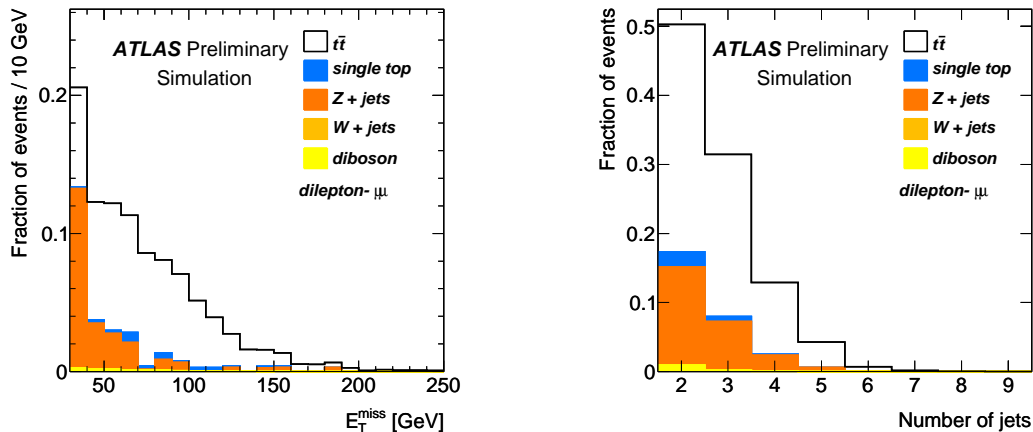 Fraction of events / 10 GeV
0.2
0.1
0
50 100 150 200 250
E_T^miss [GeV]
ATLAS Preliminary
Simulation
tt̄
single top
Z + jets
W + jets
diboson
dilepton- μμ
Fraction of events
0.5
0.4
0.3
0.2
0.1
0
2 3 4 5 6 7 8 9
Number of jets
ATLAS Preliminary
Simulation
tt̄
single top
Z + jets
W + jets
diboson
dilepton- μμ